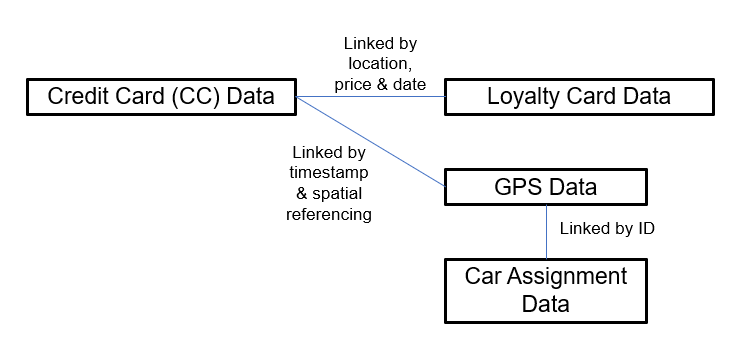 Linked by
location,
price & date
Credit Card (CC) Data
Loyalty Card Data
Linked by
timestamp
& spatial
referencing
GPS Data
Linked by ID
Car Assignment
Data